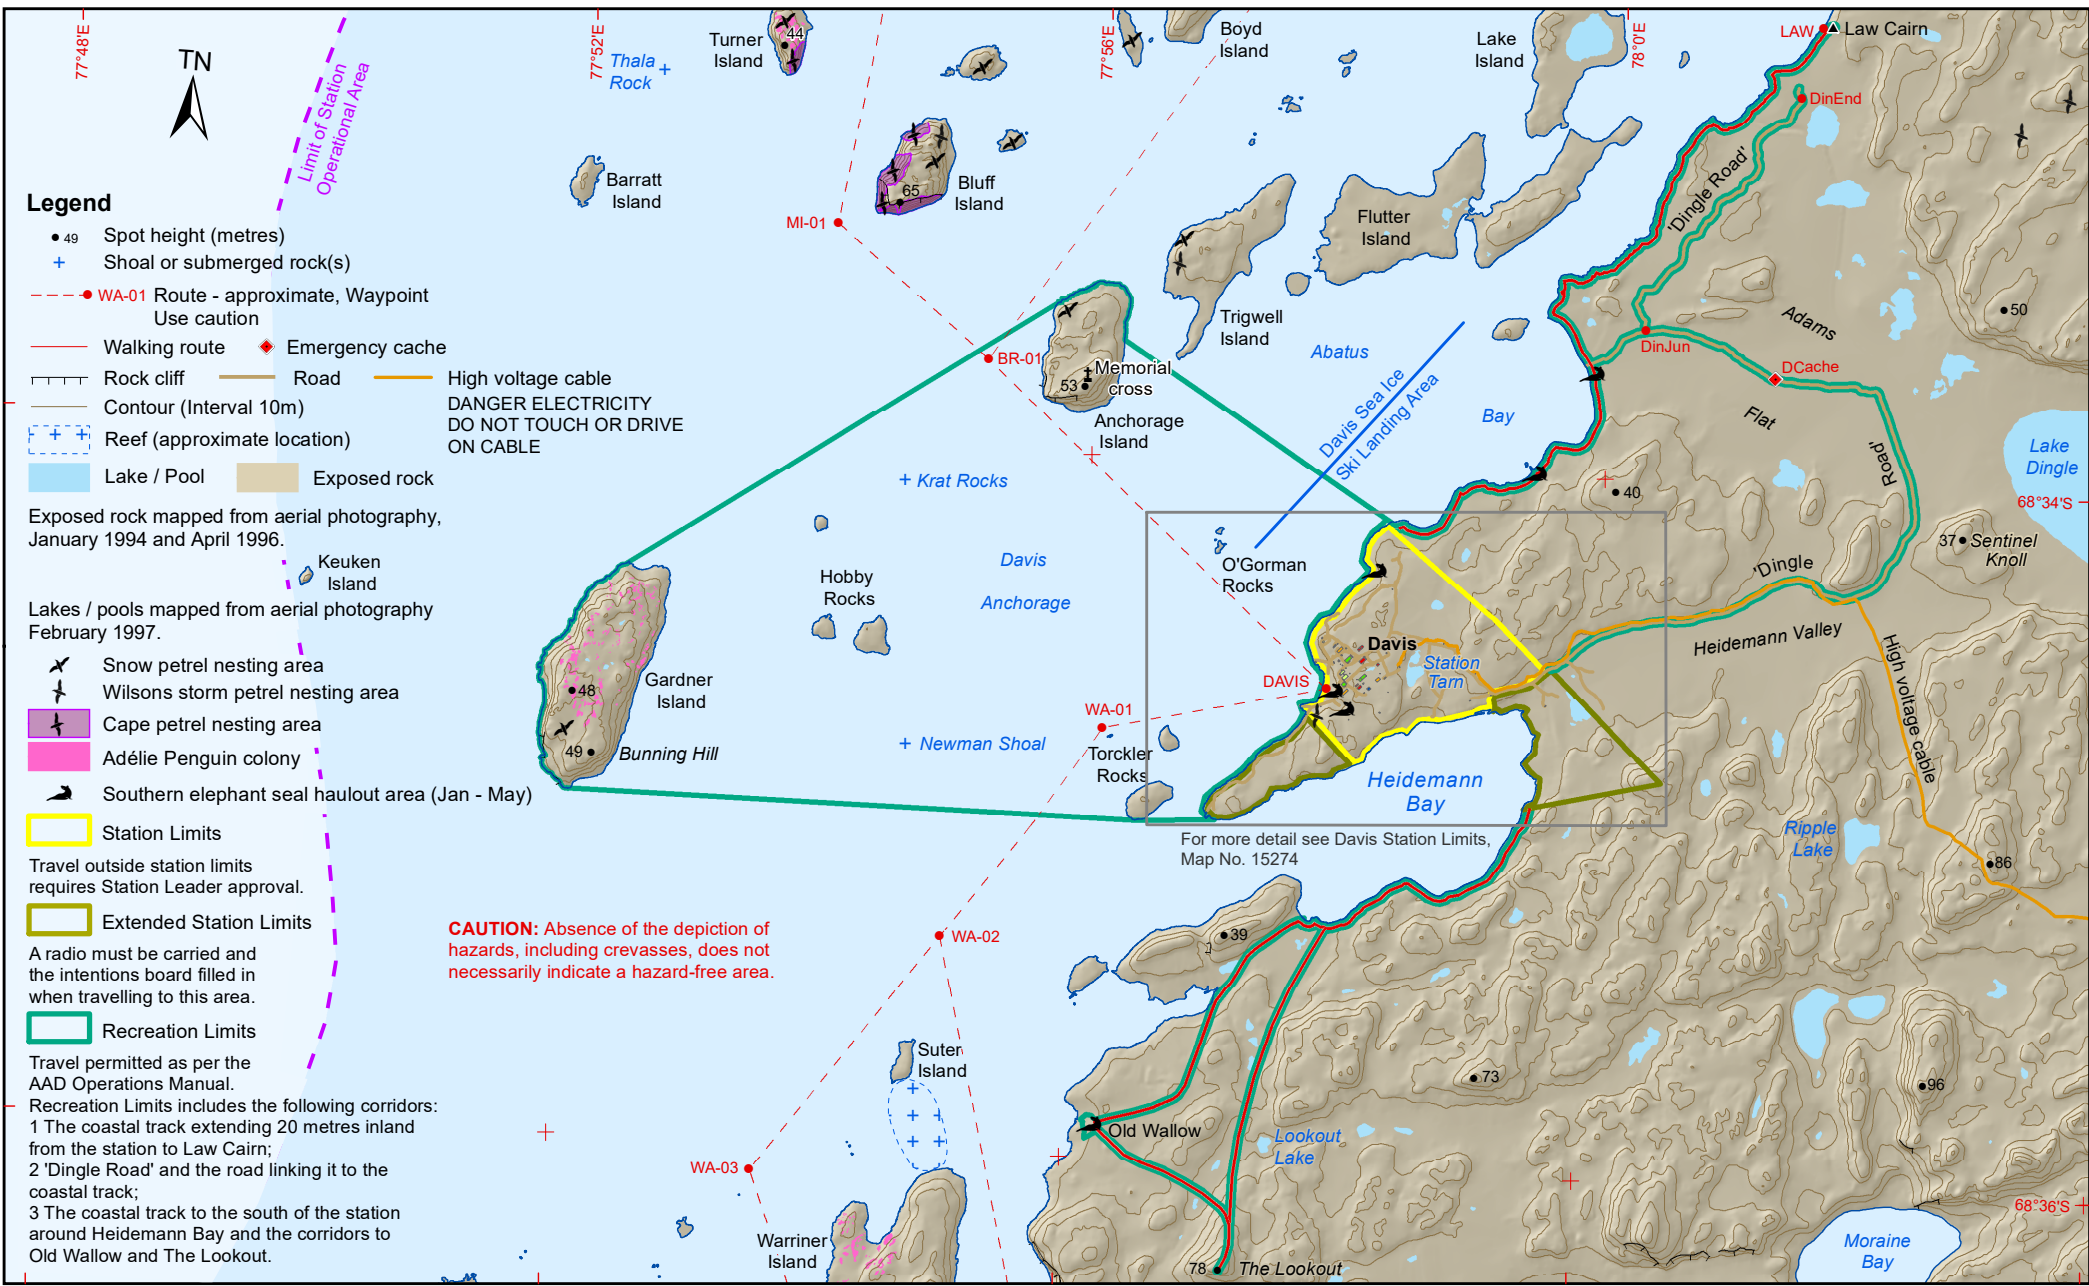 77°48'E
77°52'E
77°56'E
78°0'E
TN
Limit of Station
Operational Area
Thala
Rock
Turner
Island
44
Boyd
Island
Lake
Island
LAW
Law Cairn
DinEnd
'Dingle Road'
Barratt
Island
65
Bluff
Island
MI-01
Flutter
Island
Trigwell
Island
Legend
49 Spot height (metres)
Shoal or submerged rock(s)
WA-01 Route - approximate, Waypoint
Use caution
Walking route
Emergency cache
Rock cliff
Road
High voltage cable
DANGER ELECTRICITY
DO NOT TOUCH OR DRIVE
ON CABLE
Contour (Interval 10m)
Reef (approximate location)
Lake / Pool
Exposed rock
Exposed rock mapped from aerial photography,
January 1994 and April 1996.
Keuken
Island
Lakes / pools mapped from aerial photography
February 1997.
Snow petrel nesting area
Wilsons storm petrel nesting area
Cape petrel nesting area
Adélie Penguin colony
Southern elephant seal haulout area (Jan - May)
Station Limits
Travel outside station limits
requires Station Leader approval.
Extended Station Limits
A radio must be carried and
the intentions board filled in
when travelling to this area.
Recreation Limits
Travel permitted as per the
AAD Operations Manual.
Recreation Limits includes the following corridors:
1 The coastal track extending 20 metres inland
from the station to Law Cairn;
2 'Dingle Road' and the road linking it to the
coastal track;
3 The coastal track to the south of the station
around Heidemann Bay and the corridors to
Old Wallow and The Lookout.
BR-01
53
Memorial
cross
Anchorage
Island
Abatus
Bay
Davis Sea Ice
Ski Landing Area
Adams
Flat
50
DinJun
DCache
Road'
Lake
Dingle
68°34'S
40
37
Sentinel
Knoll
Krat Rocks
Davis
Anchorage
Hobby
Rocks
O'Gorman
Rocks
'Dingle
Heidemann Valley
High voltage cable
Davis
Station
Tarn
DAVIS
48
Gardner
Island
49
Bunning Hill
WA-01
Newman Shoal
Torckler
Rocks
Heidemann
Bay
For more detail see Davis Station Limits,
Map No. 15274
Ripple
Lake
86
CAUTION: Absence of the depiction of
hazards, including crevasses, does not
necessarily indicate a hazard-free area.
WA-02
39
Suter
Island
73
96
Old Wallow
Lookout
Lake
WA-03
Warriner
Island
78
The Lookout
68°36'S
Moraine
Bay